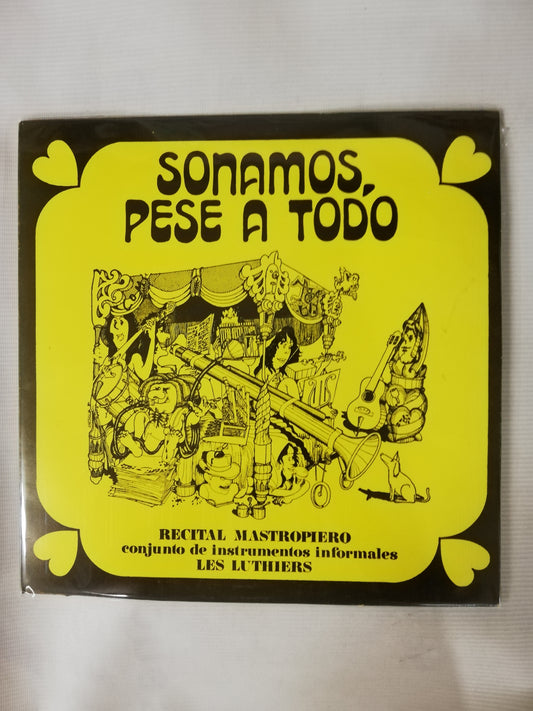 SONAMOS,
PESE A TODO
RECITAL MASTROPIERO
conjunto de instrumentos informales
LES LUTHIERS